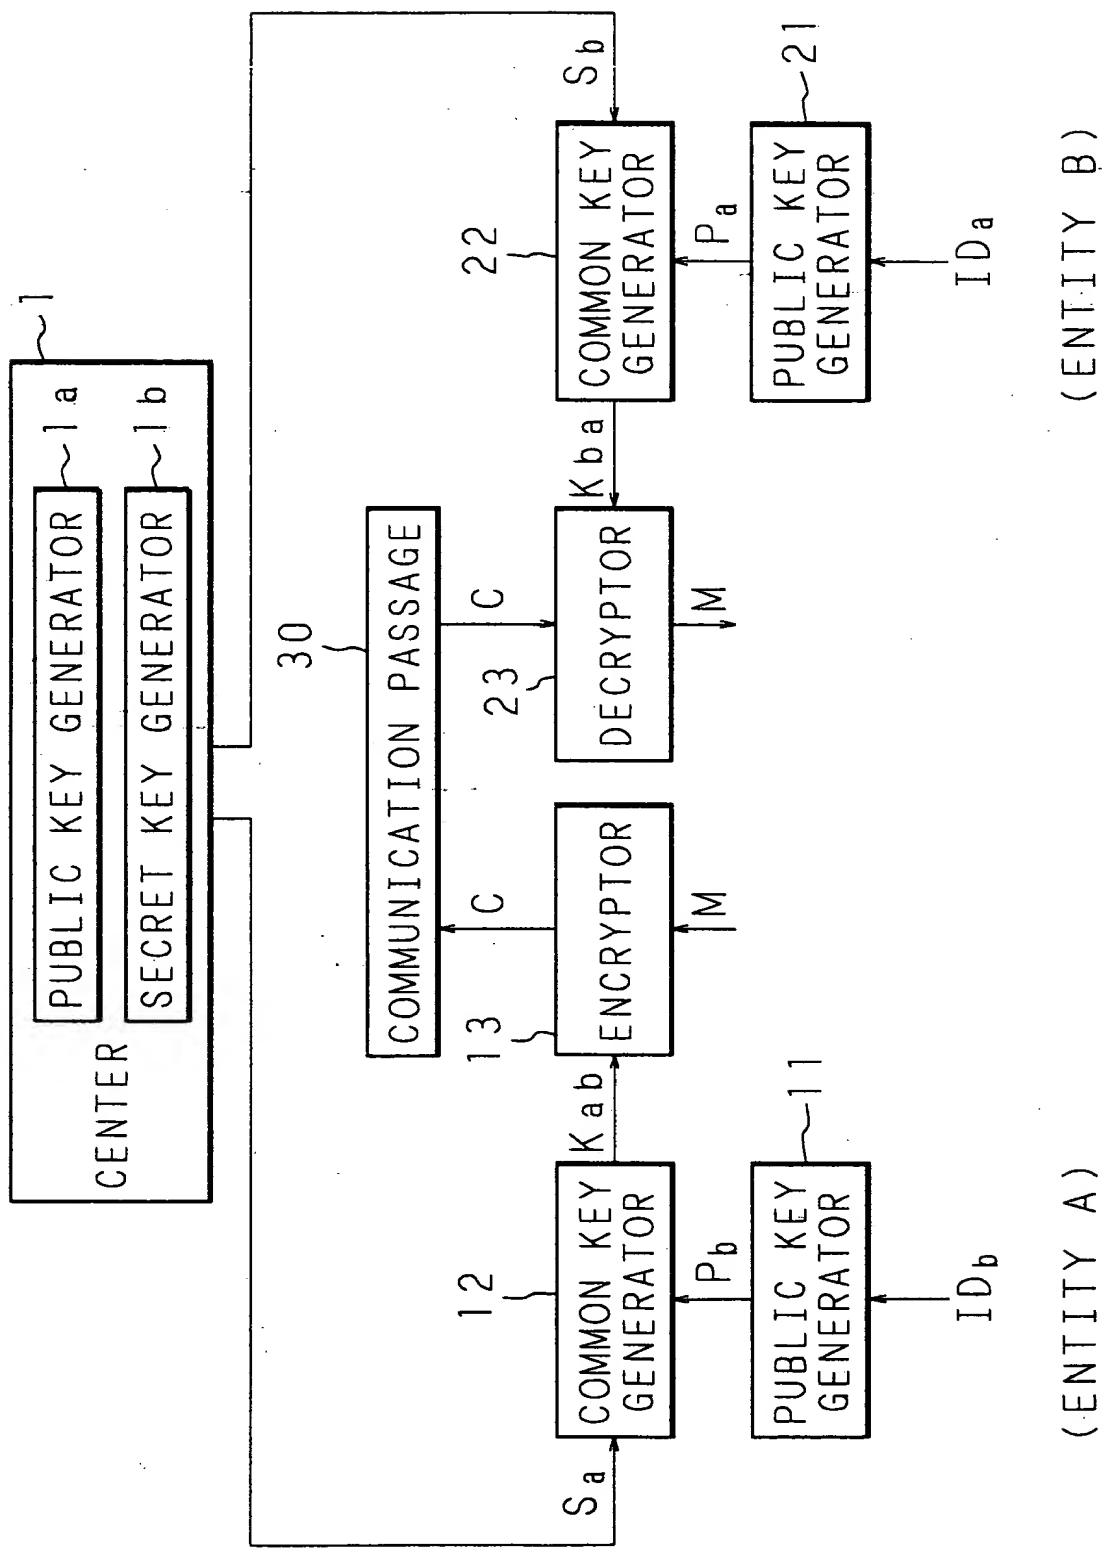 1
PUBLIC KEY GENERATOR
1a
SECRET KEY GENERATOR
1b
CENTER
30
COMMUNICATION PASSAGE
12
13
23
22
C
C
Sa
COMMON KEY
GENERATOR
Kab
ENCRYPTOR
DECRYPTOR
Kba
COMMON KEY
GENERATOR
Sb
Pb
M
M
Pa
PUBLIC KEY
GENERATOR
11
PUBLIC KEY
GENERATOR
21
IDb
IDa
(ENTITY A)
(ENTITY B)